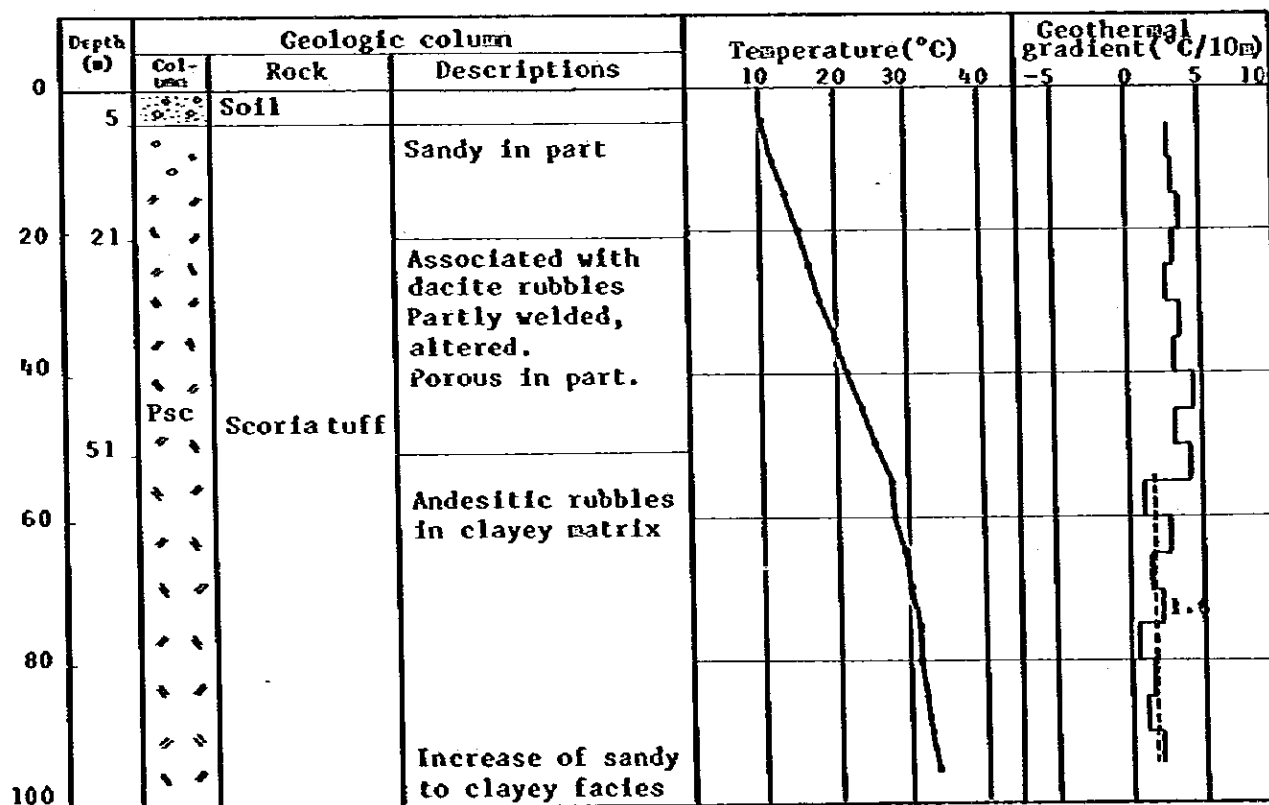 Depth
(m)
Geologic column
Col-
umn
Rock
Descriptions
Temperature(°C)
10 20 30 40
Geothermal
gradient(°C/10m)
-5 0 5 10
0
5
Soil
Sandy in part
20
21
Associated with
dacite rubbles
Partly welded,
altered.
Porous in part.
40
Psc
Scoria tuff
51
Andesitic rubbles
in clayey matrix
60
80
Increase of sandy
to clayey facies
100